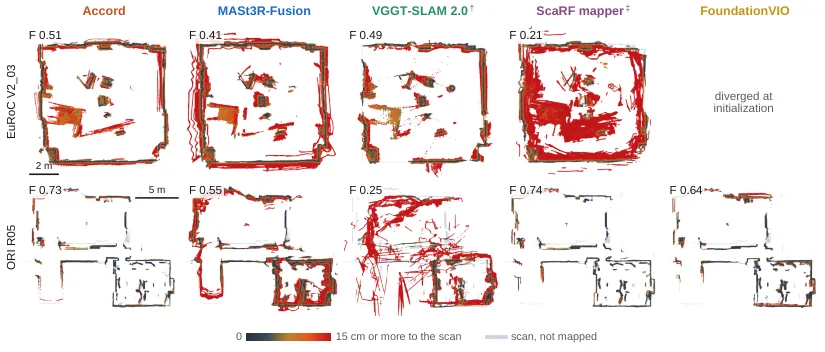 Accord MASt3R-Fusion VGGT-SLAM 2.0† ScaRF mapper‡ FoundationVIO
EuRoC V2_03
F 0.51 F 0.41 F 0.49 F 0.21
diverged at
initialization
2 m
ORI R05
F 0.73 5 m F 0.55 F 0.25 F 0.74 F 0.64
0 15 cm or more to the scan scan, not mapped